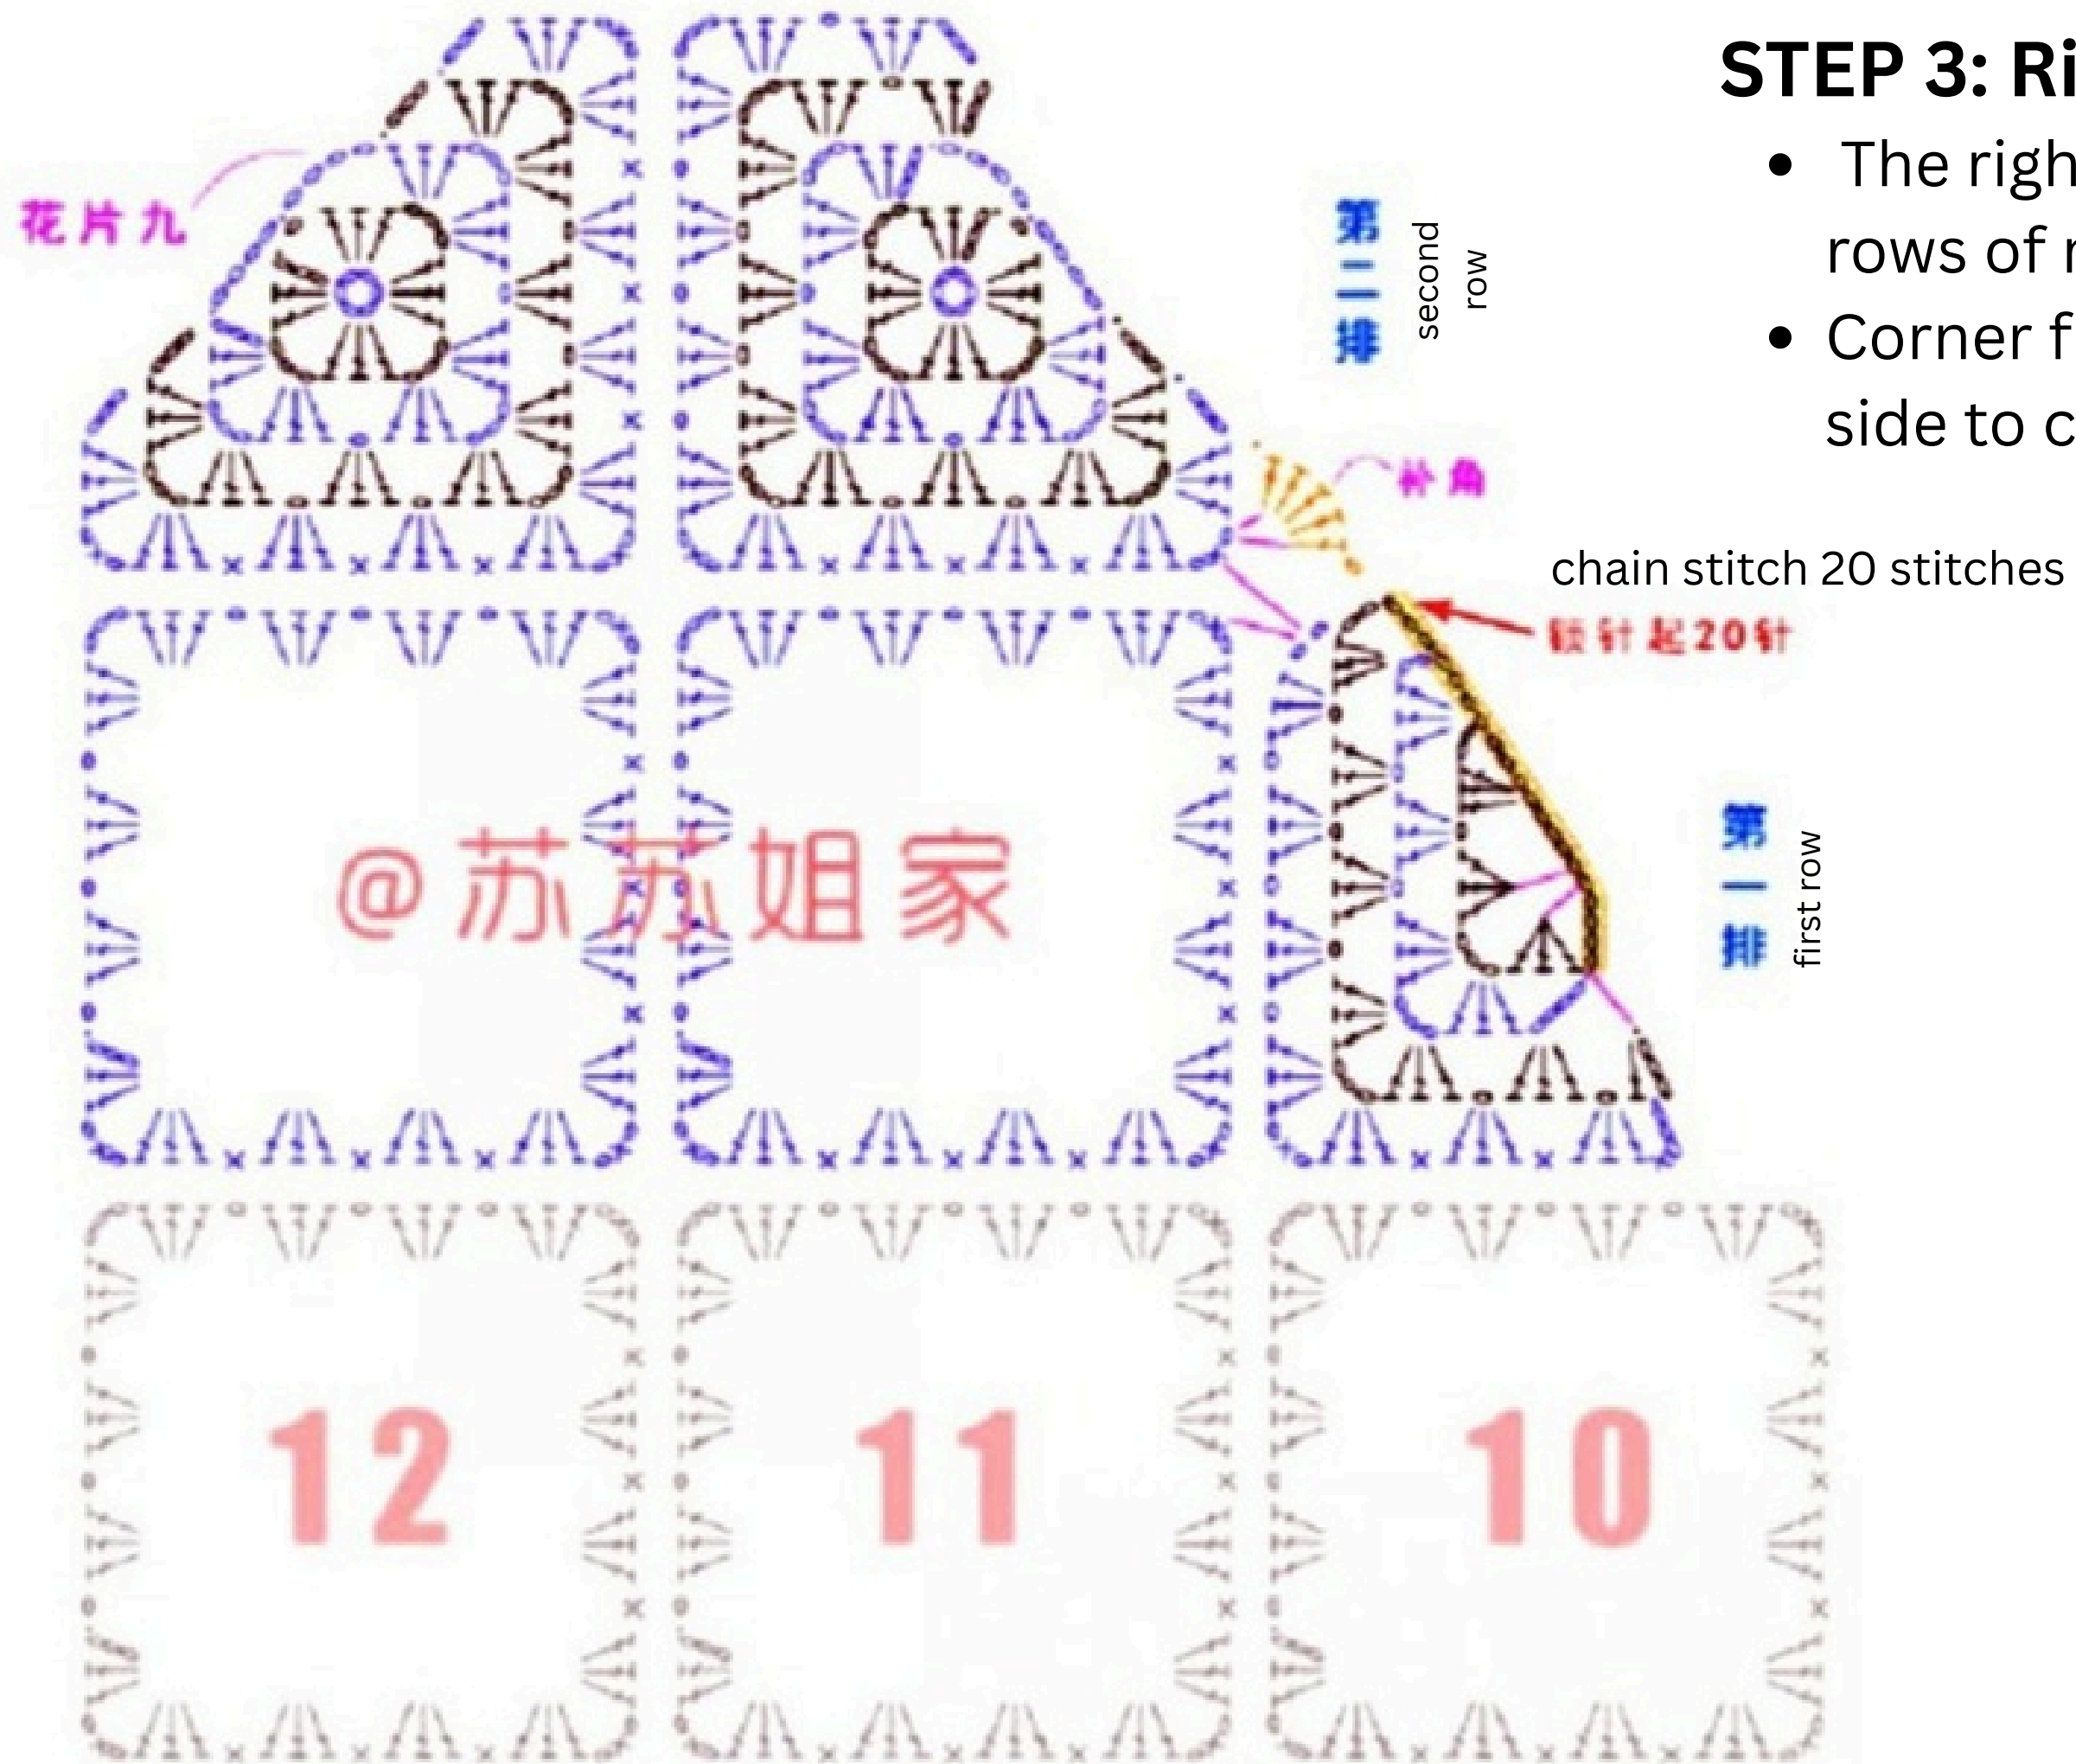 STEP 3: Ri
The righ
rows of r
Corner f
side to c
花片九
第二排
second
row
补角
chain stitch 20 stitches
锁针起20针
第一排
first row
@苏苏姐家
12
11
10